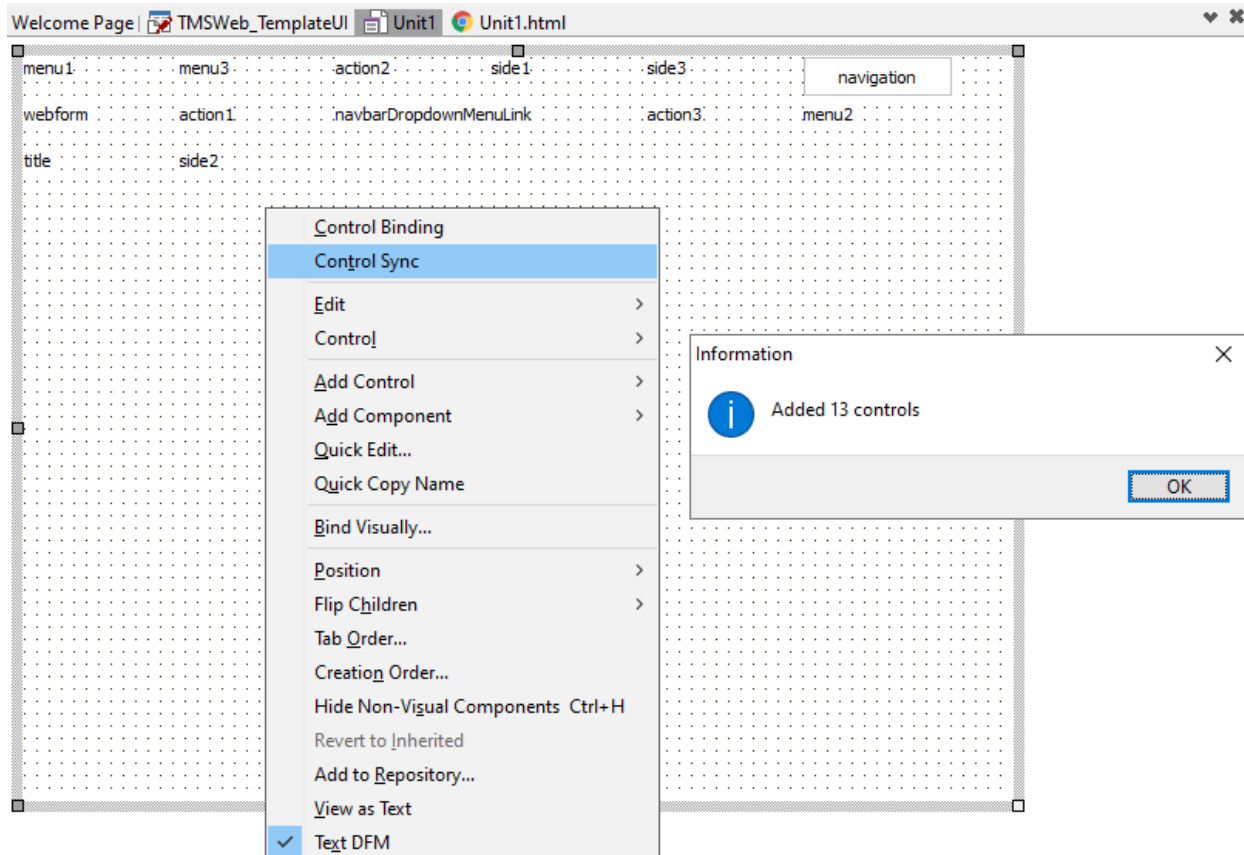 Welcome Page TMSWeb_TemplateUI Unit1 Unit1.html
menu1 menu3 action2 side1 side3 navigation
webform action1 navbarDropdownMenuLink action3 menu2
title side2
Control Binding
Control Sync
Edit
Control
Add Control
Add Component
Quick Edit...
Quick Copy Name
Bind Visually...
Position
Flip Children
Tab Order...
Creation Order...
Hide Non-Visual Components Ctrl+H
Revert to Inherited
Add to Repository...
View as Text
Text DFM
Information
Added 13 controls
OK